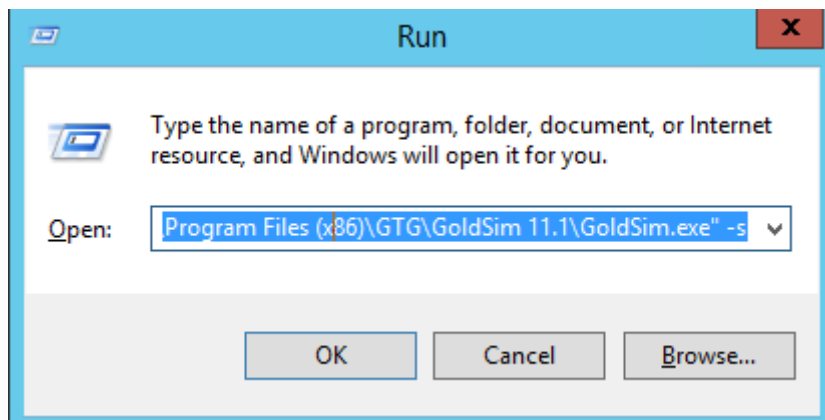 Run
x
Type the name of a program, folder, document, or Internet
resource, and Windows will open it for you.
Open:
Program Files (x86)\GTG\GoldSim 11.1\GoldSim.exe" -s
OK
Cancel
Browse...